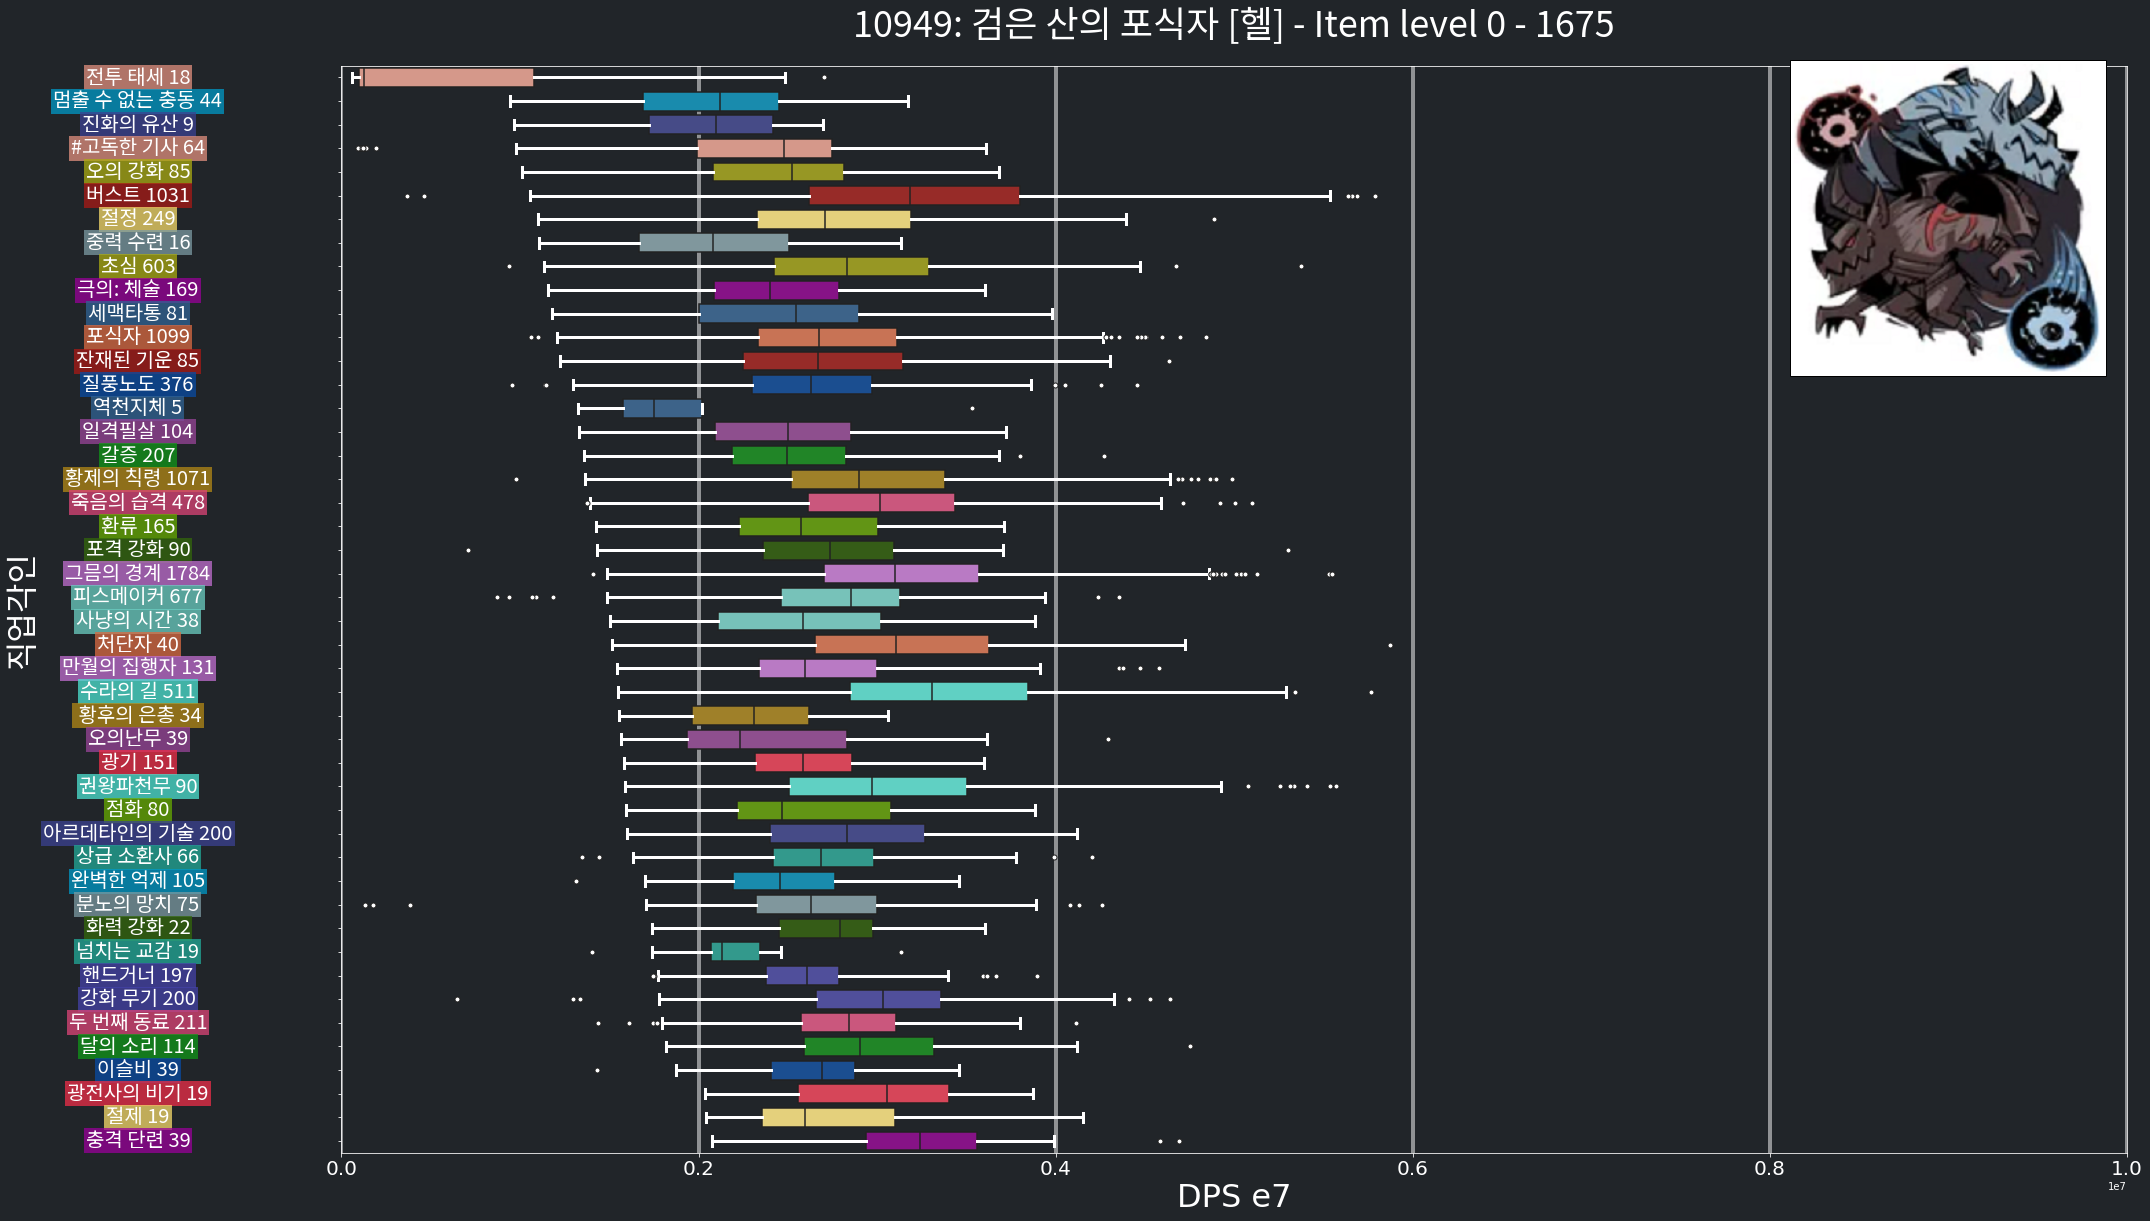 10949: 검은 산의 포식자 [헬] - Item level 0 - 1675
전투 태세 18
멈출 수 없는 충동 44
진화의 유산 9
#고독한 기사 64
오의 강화 85
버스트 1031
절정 249
중력 수련 16
초심 603
극의: 체술 169
세맥타통 81
포식자 1099
잔재된 기운 85
질풍노도 376
역천지체 5
일격필살 104
갈증 207
황제의 칙령 1071
죽음의 습격 478
환류 165
포격 강화 90
그믐의 경계 1784
피스메이커 677
사냥의 시간 38
처단자 40
만월의 집행자 131
수라의 길 511
황후의 은총 34
오의난무 39
광기 151
권왕파천무 90
점화 80
아르데타인의 기술 200
상급 소환사 66
완벽한 억제 105
분노의 망치 75
화력 강화 22
넘치는 교감 19
핸드거너 197
강화 무기 200
두 번째 동료 211
달의 소리 114
이슬비 39
광전사의 비기 19
절제 19
충격 단련 39
직업각인
0.0 0.2 0.4 0.6 0.8 1.0
1e7
DPS e7